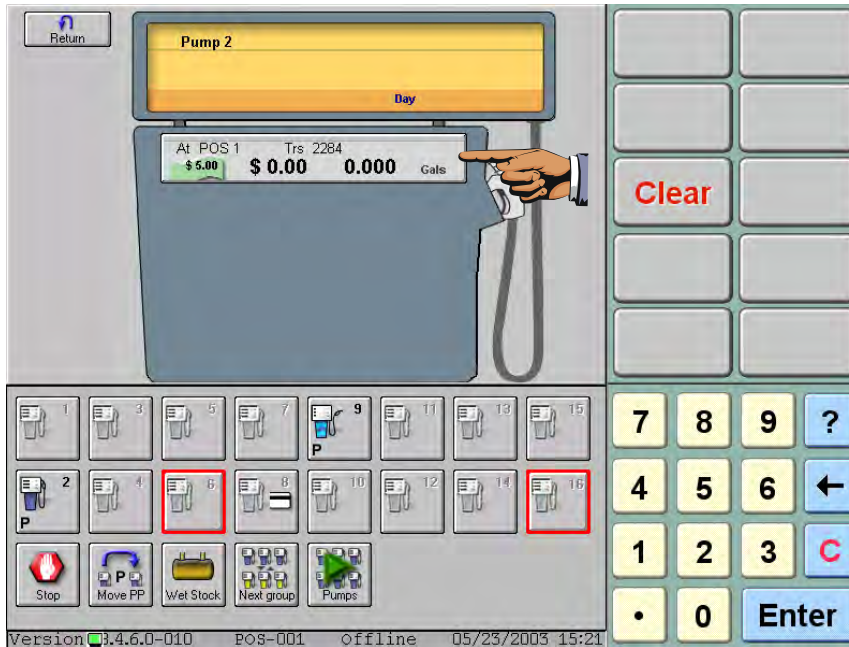 Return
Pump 2
Day
At POS 1 Trs 2284
$ 5.00 $ 0.00 0.000 Gals
Clear
1 3 5 7 9 11 13 15
P
2 4 6 8 10 12 14 16
P
Stop Move PP Wet Stock Next group Pumps
P
7 8 9 ?
4 5 6 ←
1 2 3 C
. 0 Enter
Version .4.6.0-010 POS-001 Offline 05/23/2003 15:21